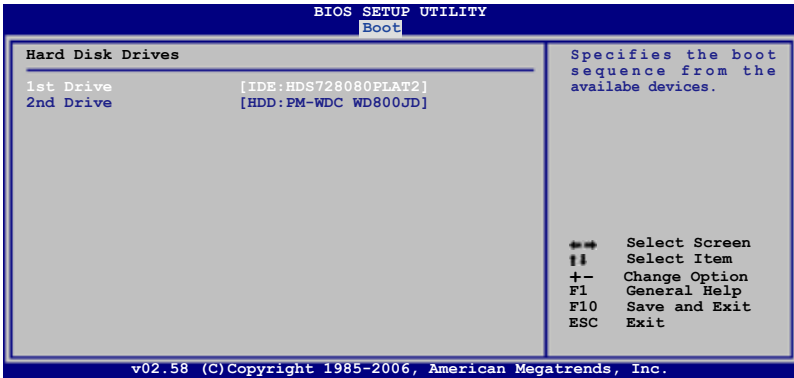 BIOS SETUP UTILITY
Boot
Hard Disk Drives
1st Drive [IDE:HDS728080PLAT2]
2nd Drive [HDD:PM-WDC WD800JD]
Specifies the boot
sequence from the
availabe devices.
Select Screen
Select Item
+- Change Option
F1 General Help
F10 Save and Exit
ESC Exit
v02.58 (C)Copyright 1985-2006, American Megatrends, Inc.